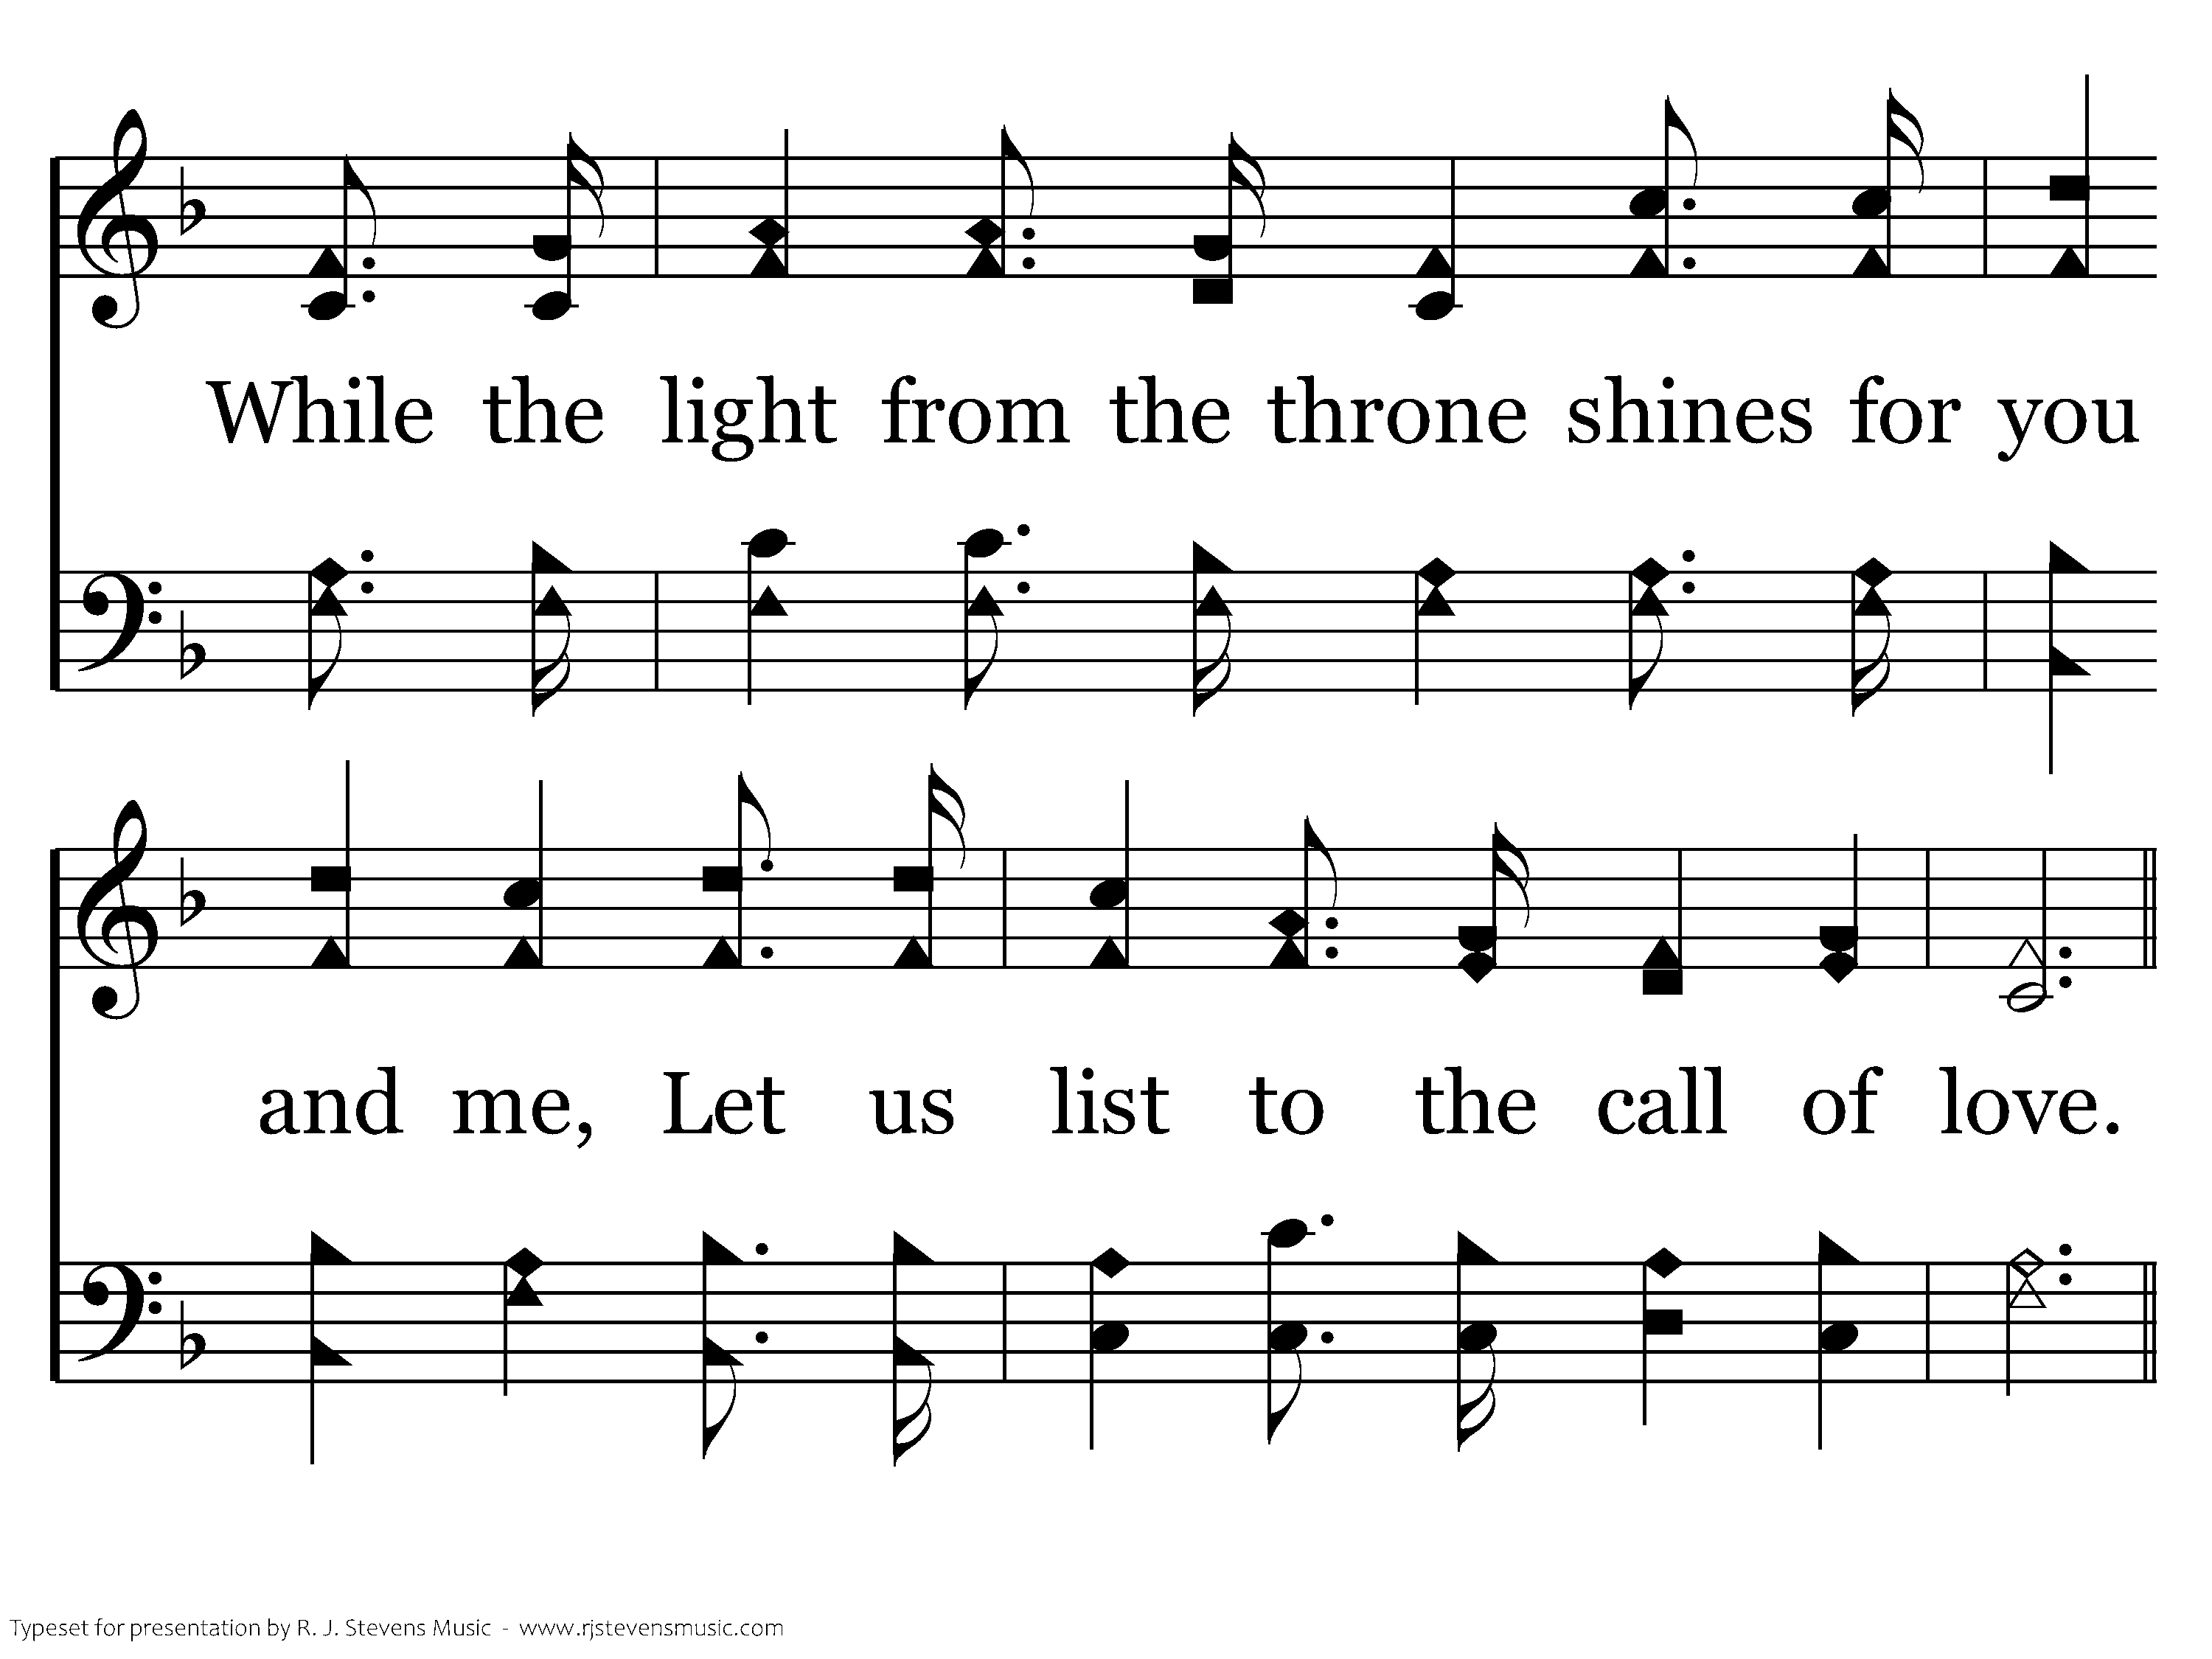 While the light from the throne shines for you
and me, Let us list to the call of love.
Typeset for presentation by R. J. Stevens Music - www.rjstevensmusic.com